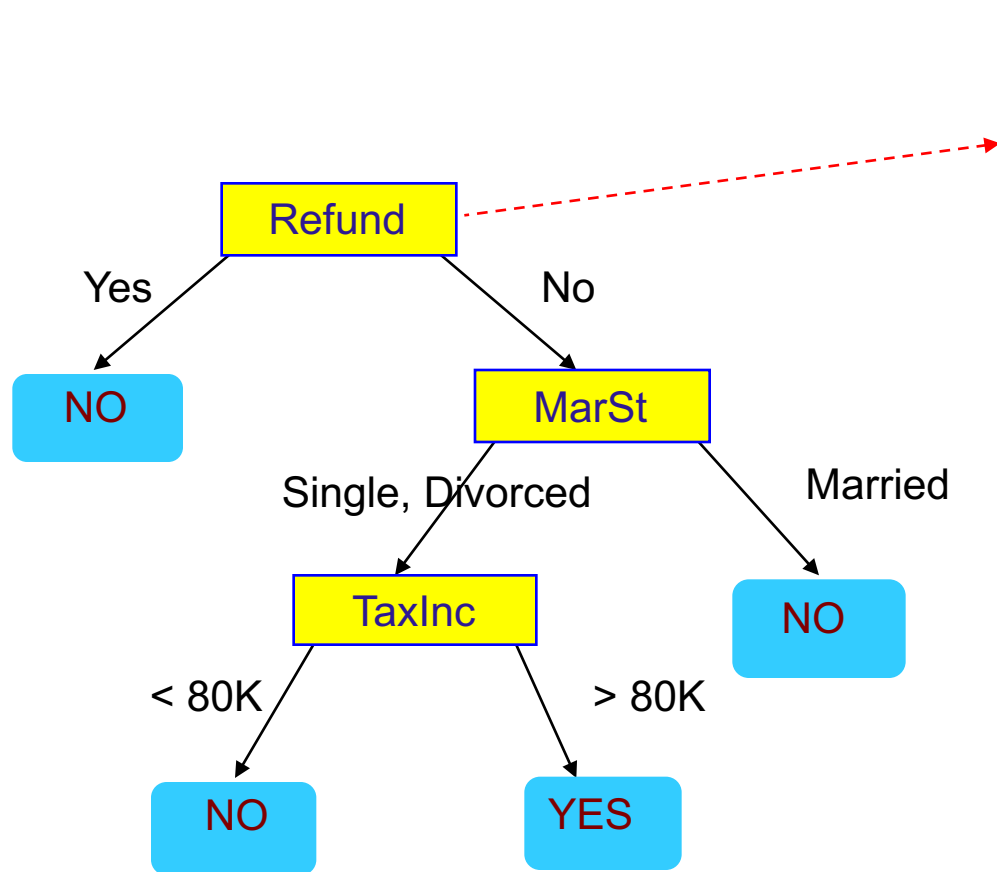 Refund
Yes
No
NO
MarSt
Single, Divorced
Married
TaxInc
NO
< 80K
> 80K
NO
YES